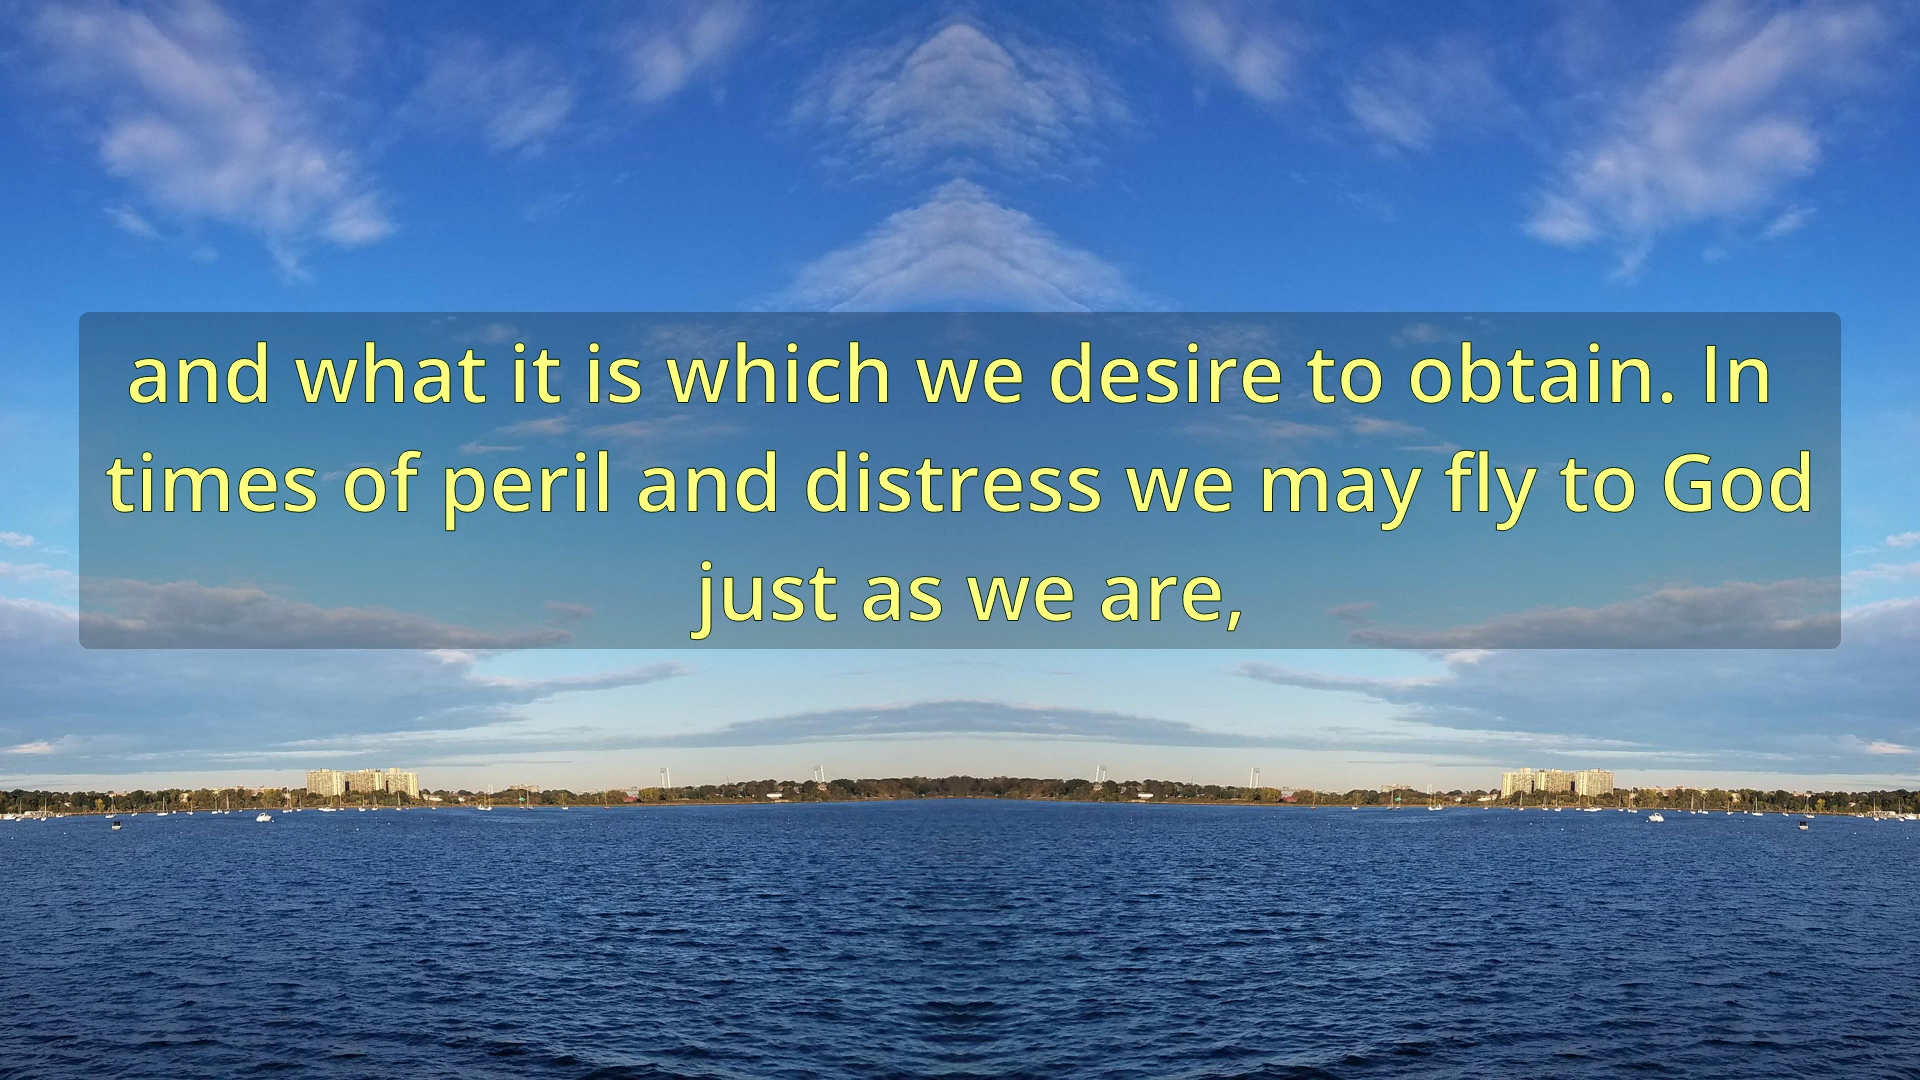 and what it is which we desire to obtain. In
times of peril and distress we may fly to God
just as we are,